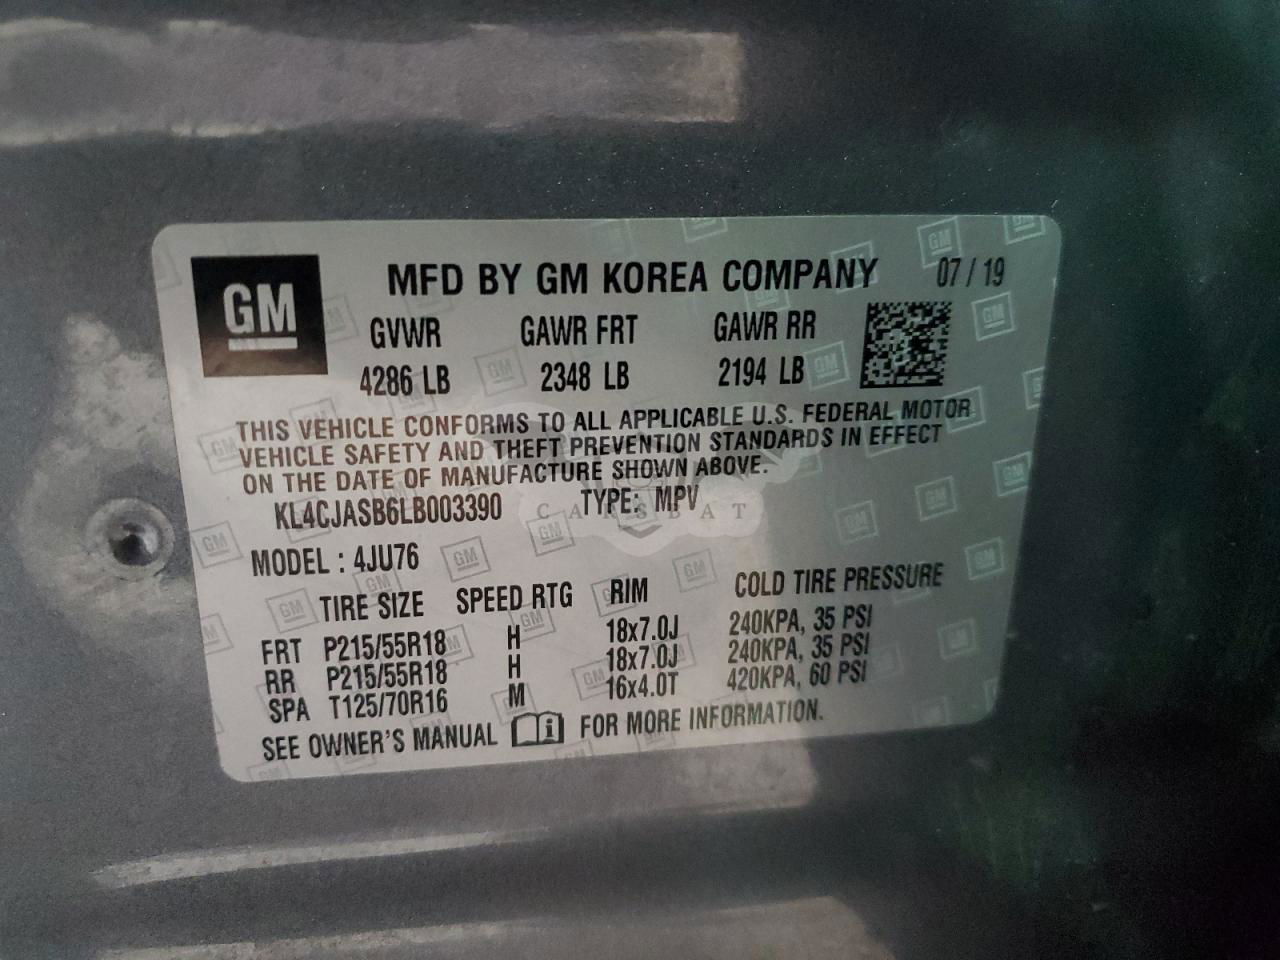 GM
MFD BY GM KOREA COMPANY 07 / 19
GVWR GAWR FRT GAWR RR
4286 LB 2348 LB 2194 LB
THIS VEHICLE CONFORMS TO ALL APPLICABLE U.S. FEDERAL MOTOR
VEHICLE SAFETY AND THEFT PREVENTION STANDARDS IN EFFECT
ON THE DATE OF MANUFACTURE SHOWN ABOVE.
KL4CJASB6LB003390 TYPE: MPV
CARSBAT
MODEL : 4JU76
TIRE SIZE SPEED RTG RIM COLD TIRE PRESSURE
FRT P215/55R18 H 18x7.0J 240KPA, 35 PSI
RR P215/55R18 H 18x7.0J 240KPA, 35 PSI
SPA T125/70R16 M 16x4.0T 420KPA, 60 PSI
SEE OWNER'S MANUAL i FOR MORE INFORMATION.